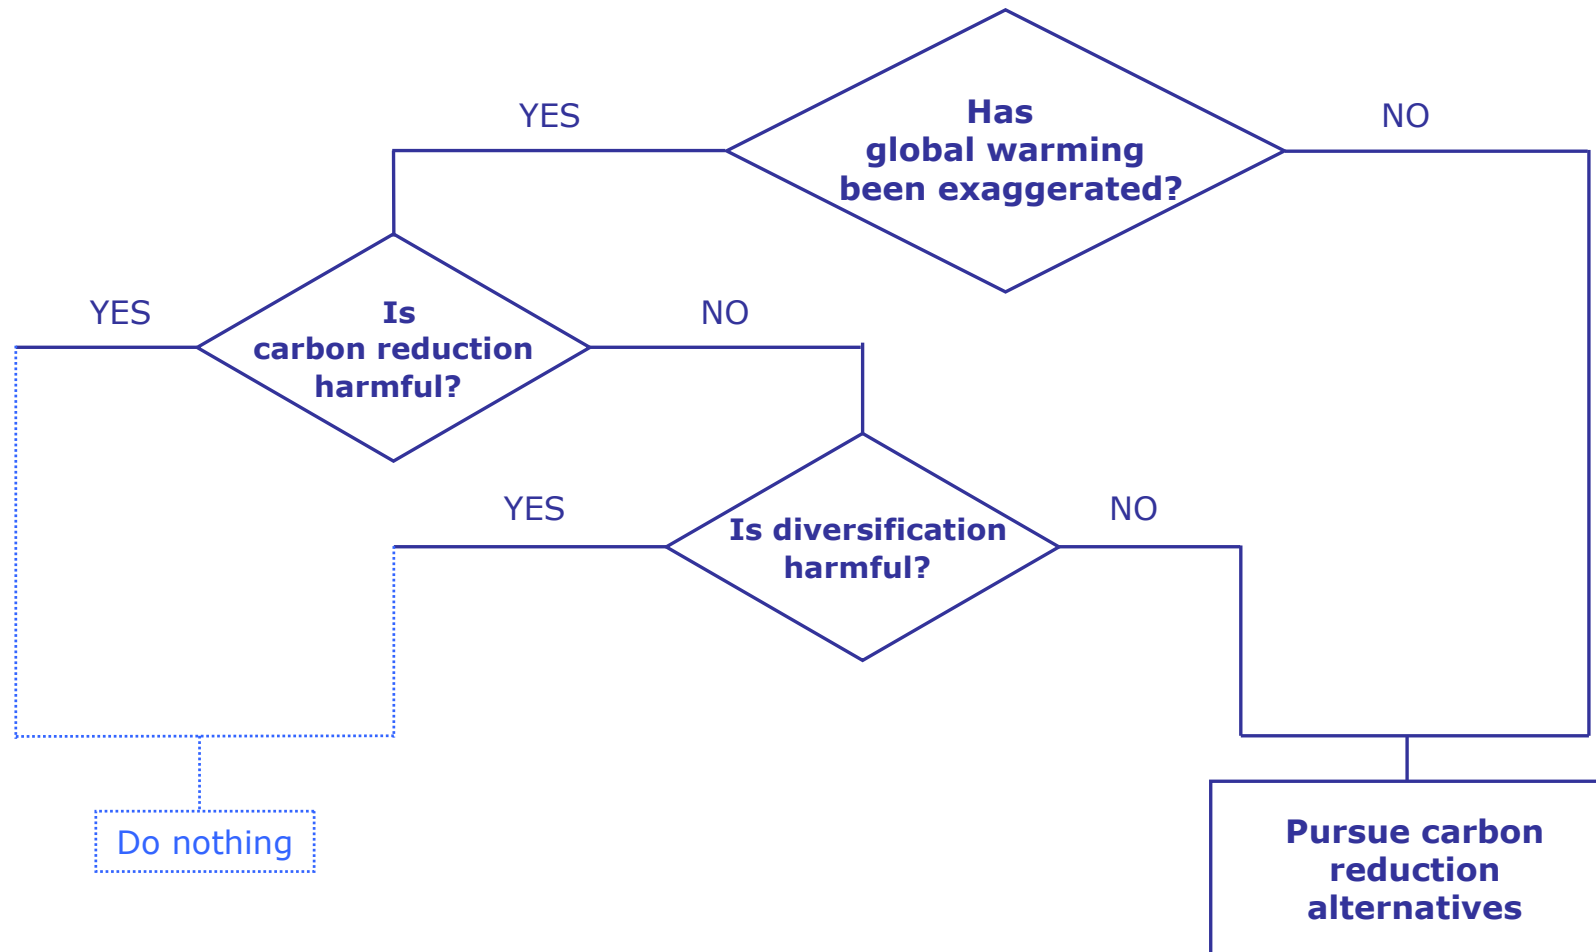 YES
Has
global warming
been exaggerated?
NO
YES
Is
carbon reduction
harmful?
NO
YES
Is diversification
harmful?
NO
Do nothing
Pursue carbon
reduction
alternatives